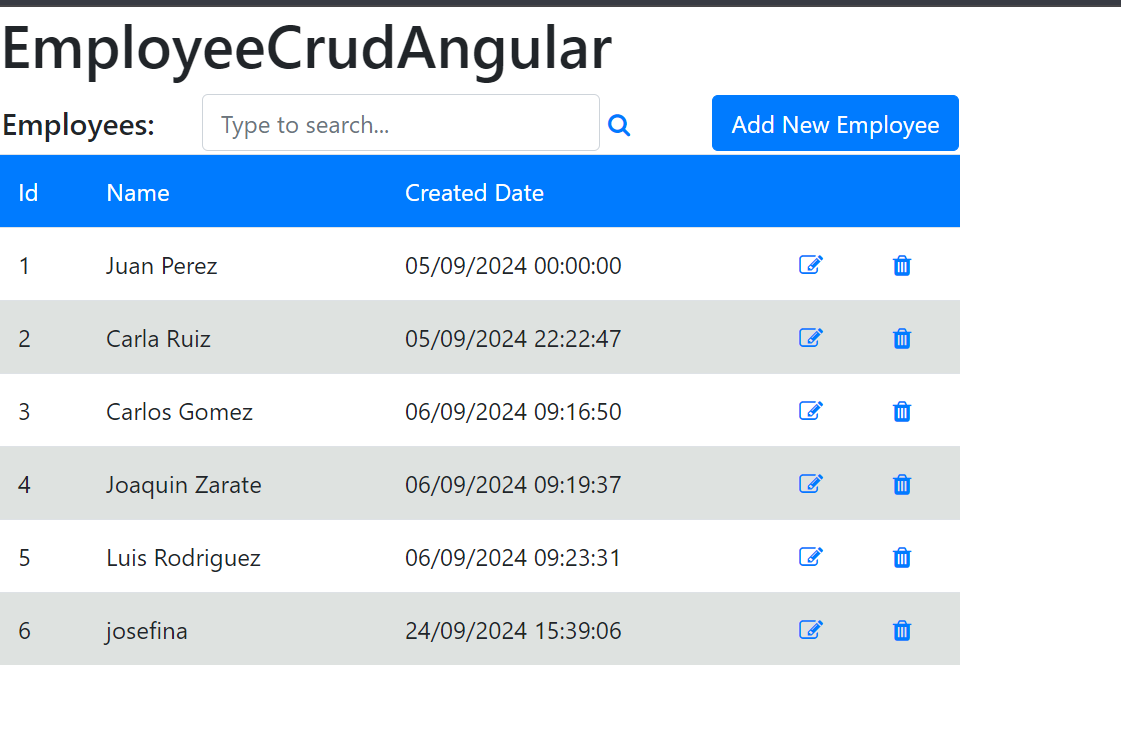 EmployeeCrudAngular
Employees: Type to search... Add New Employee
Id Name Created Date
1 Juan Perez 05/09/2024 00:00:00
2 Carla Ruiz 05/09/2024 22:22:47
3 Carlos Gomez 06/09/2024 09:16:50
4 Joaquin Zarate 06/09/2024 09:19:37
5 Luis Rodriguez 06/09/2024 09:23:31
6 josefina 24/09/2024 15:39:06